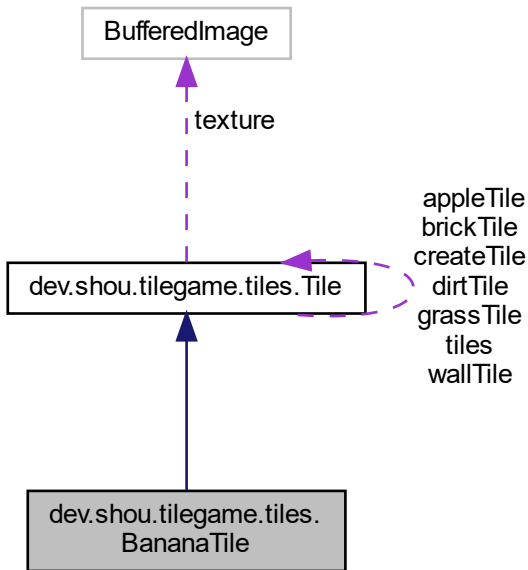 BufferedImage
texture
appleTile
brickTile
createTile
dirtTile
grassTile
tiles
wallTile
dev.shou.tilegame.tiles.Tile
dev.shou.tilegame.tiles.
BananaTile